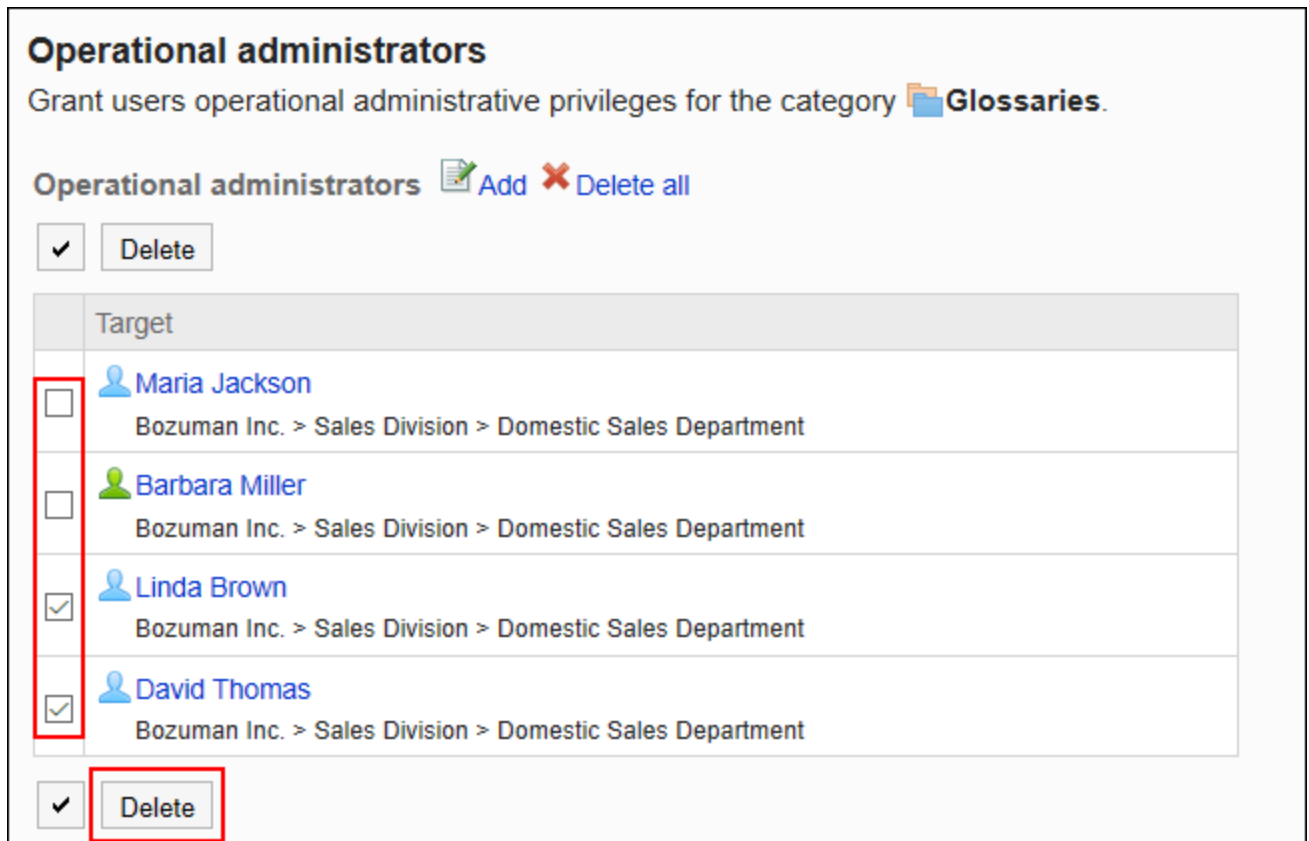 Operational administrators
Grant users operational administrative privileges for the category Glossaries.
Operational administrators Add Delete all
Delete
Target
Maria Jackson
Bozuman Inc. > Sales Division > Domestic Sales Department
Barbara Miller
Bozuman Inc. > Sales Division > Domestic Sales Department
Linda Brown
Bozuman Inc. > Sales Division > Domestic Sales Department
David Thomas
Bozuman Inc. > Sales Division > Domestic Sales Department
Delete